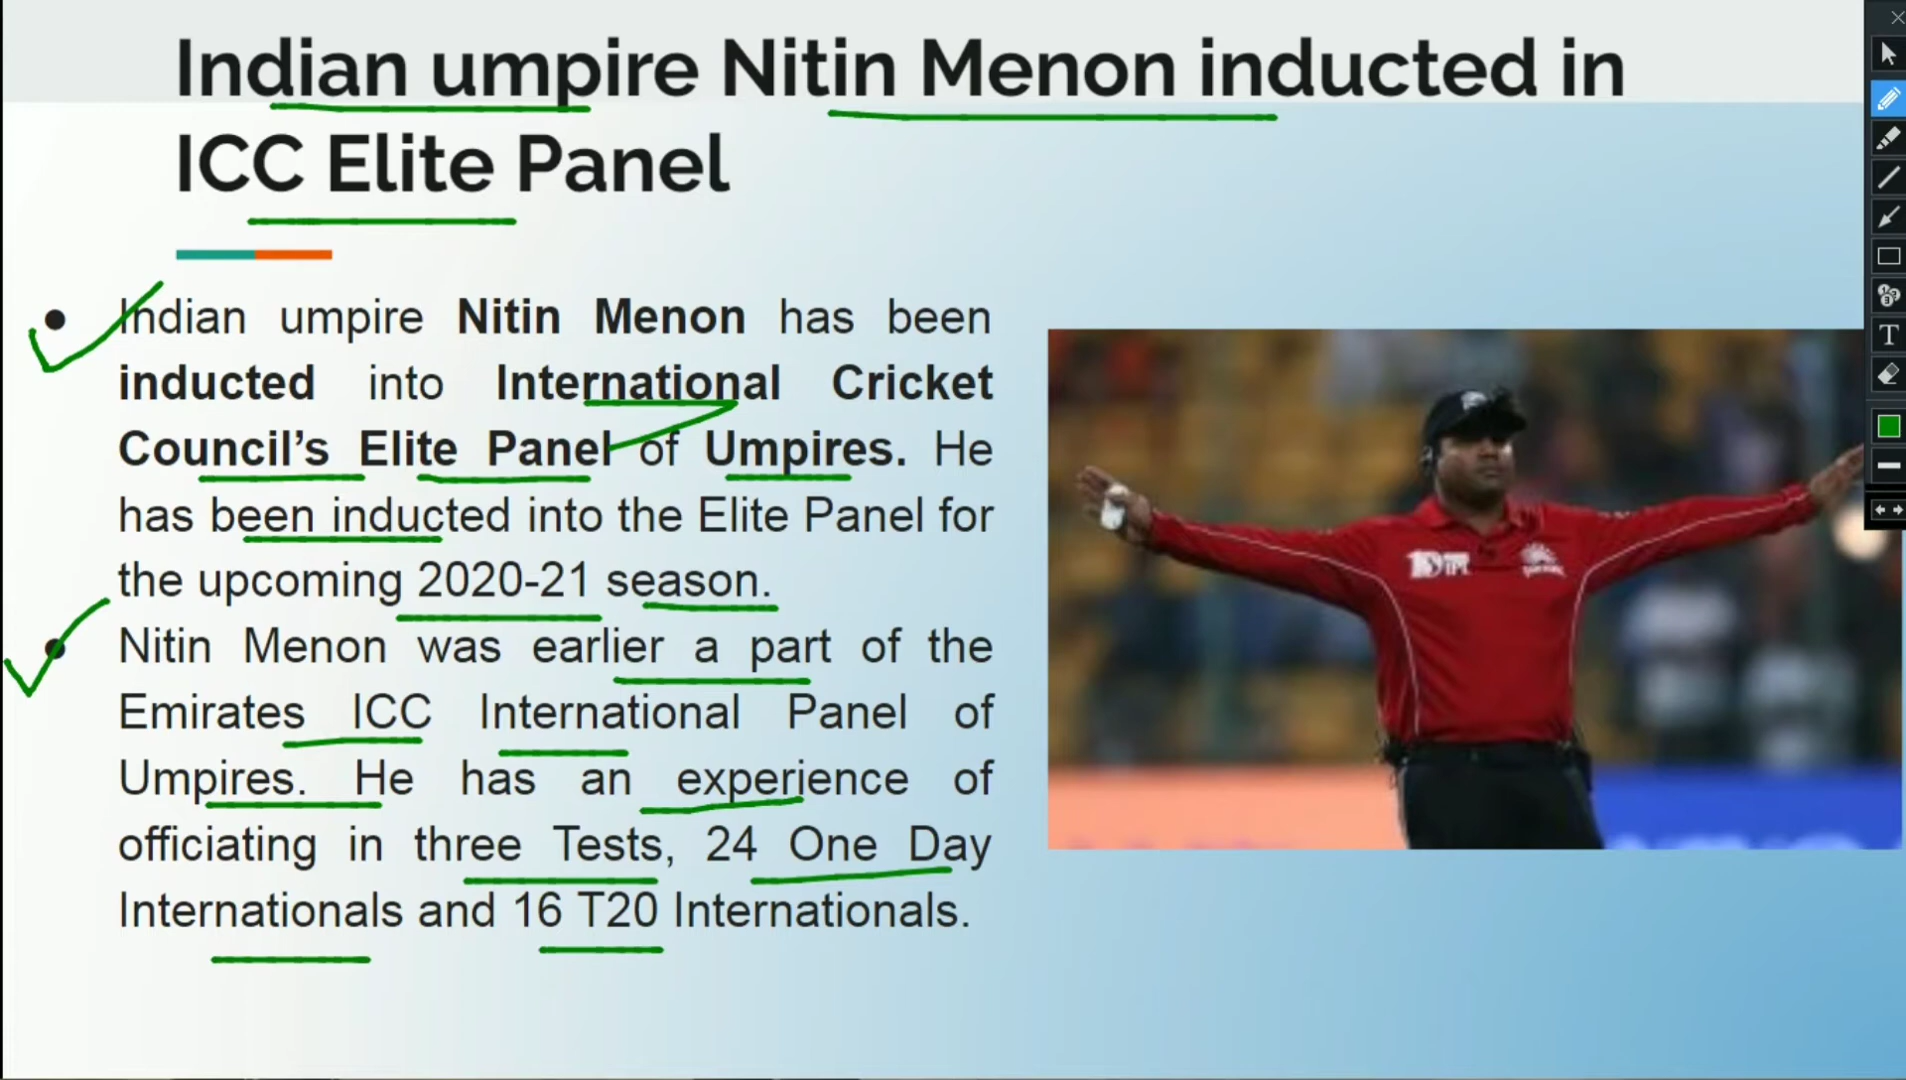 Indian umpire Nitin Menon inducted in
ICC Elite Panel
● Indian umpire Nitin Menon has been
inducted into International Cricket
Council’s Elite Panel of Umpires. He
has been inducted into the Elite Panel for
the upcoming 2020-21 season.
● Nitin Menon was earlier a part of the
Emirates ICC International Panel of
Umpires. He has an experience of
officiating in three Tests, 24 One Day
Internationals and 16 T20 Internationals.
IPL
T